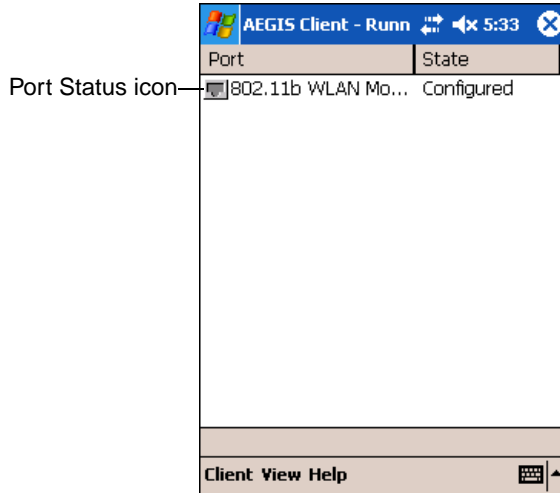 AEGIS Client - Runn 5:33
Port State
Port Status icon
802.11b WLAN Mo... Configured
Client View Help